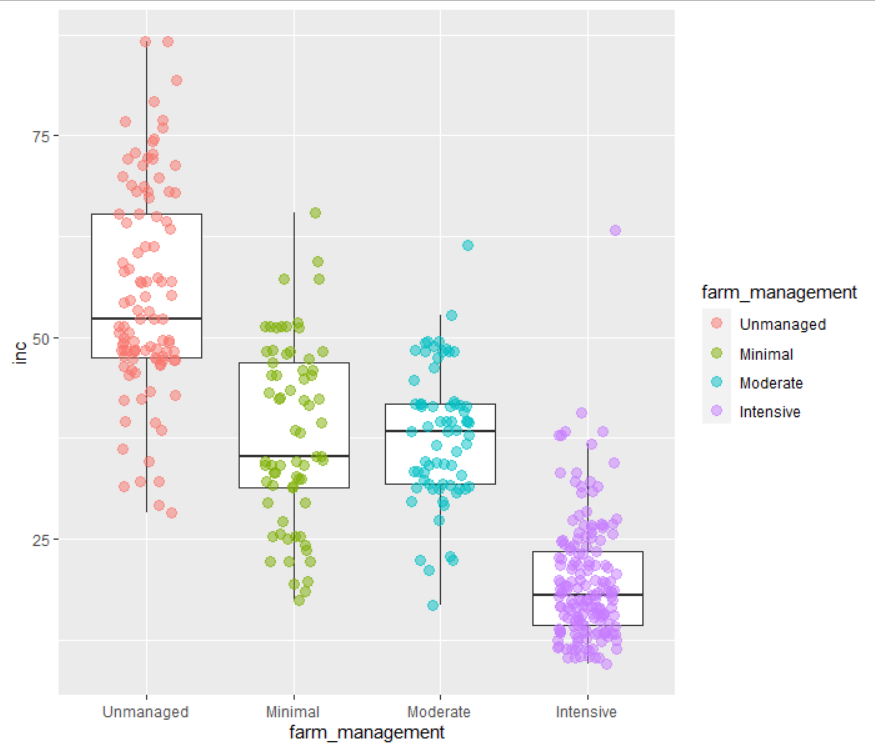 75
50
25
inc
Unmanaged
Minimal
Moderate
Intensive
farm_management
farm_management
Unmanaged
Minimal
Moderate
Intensive